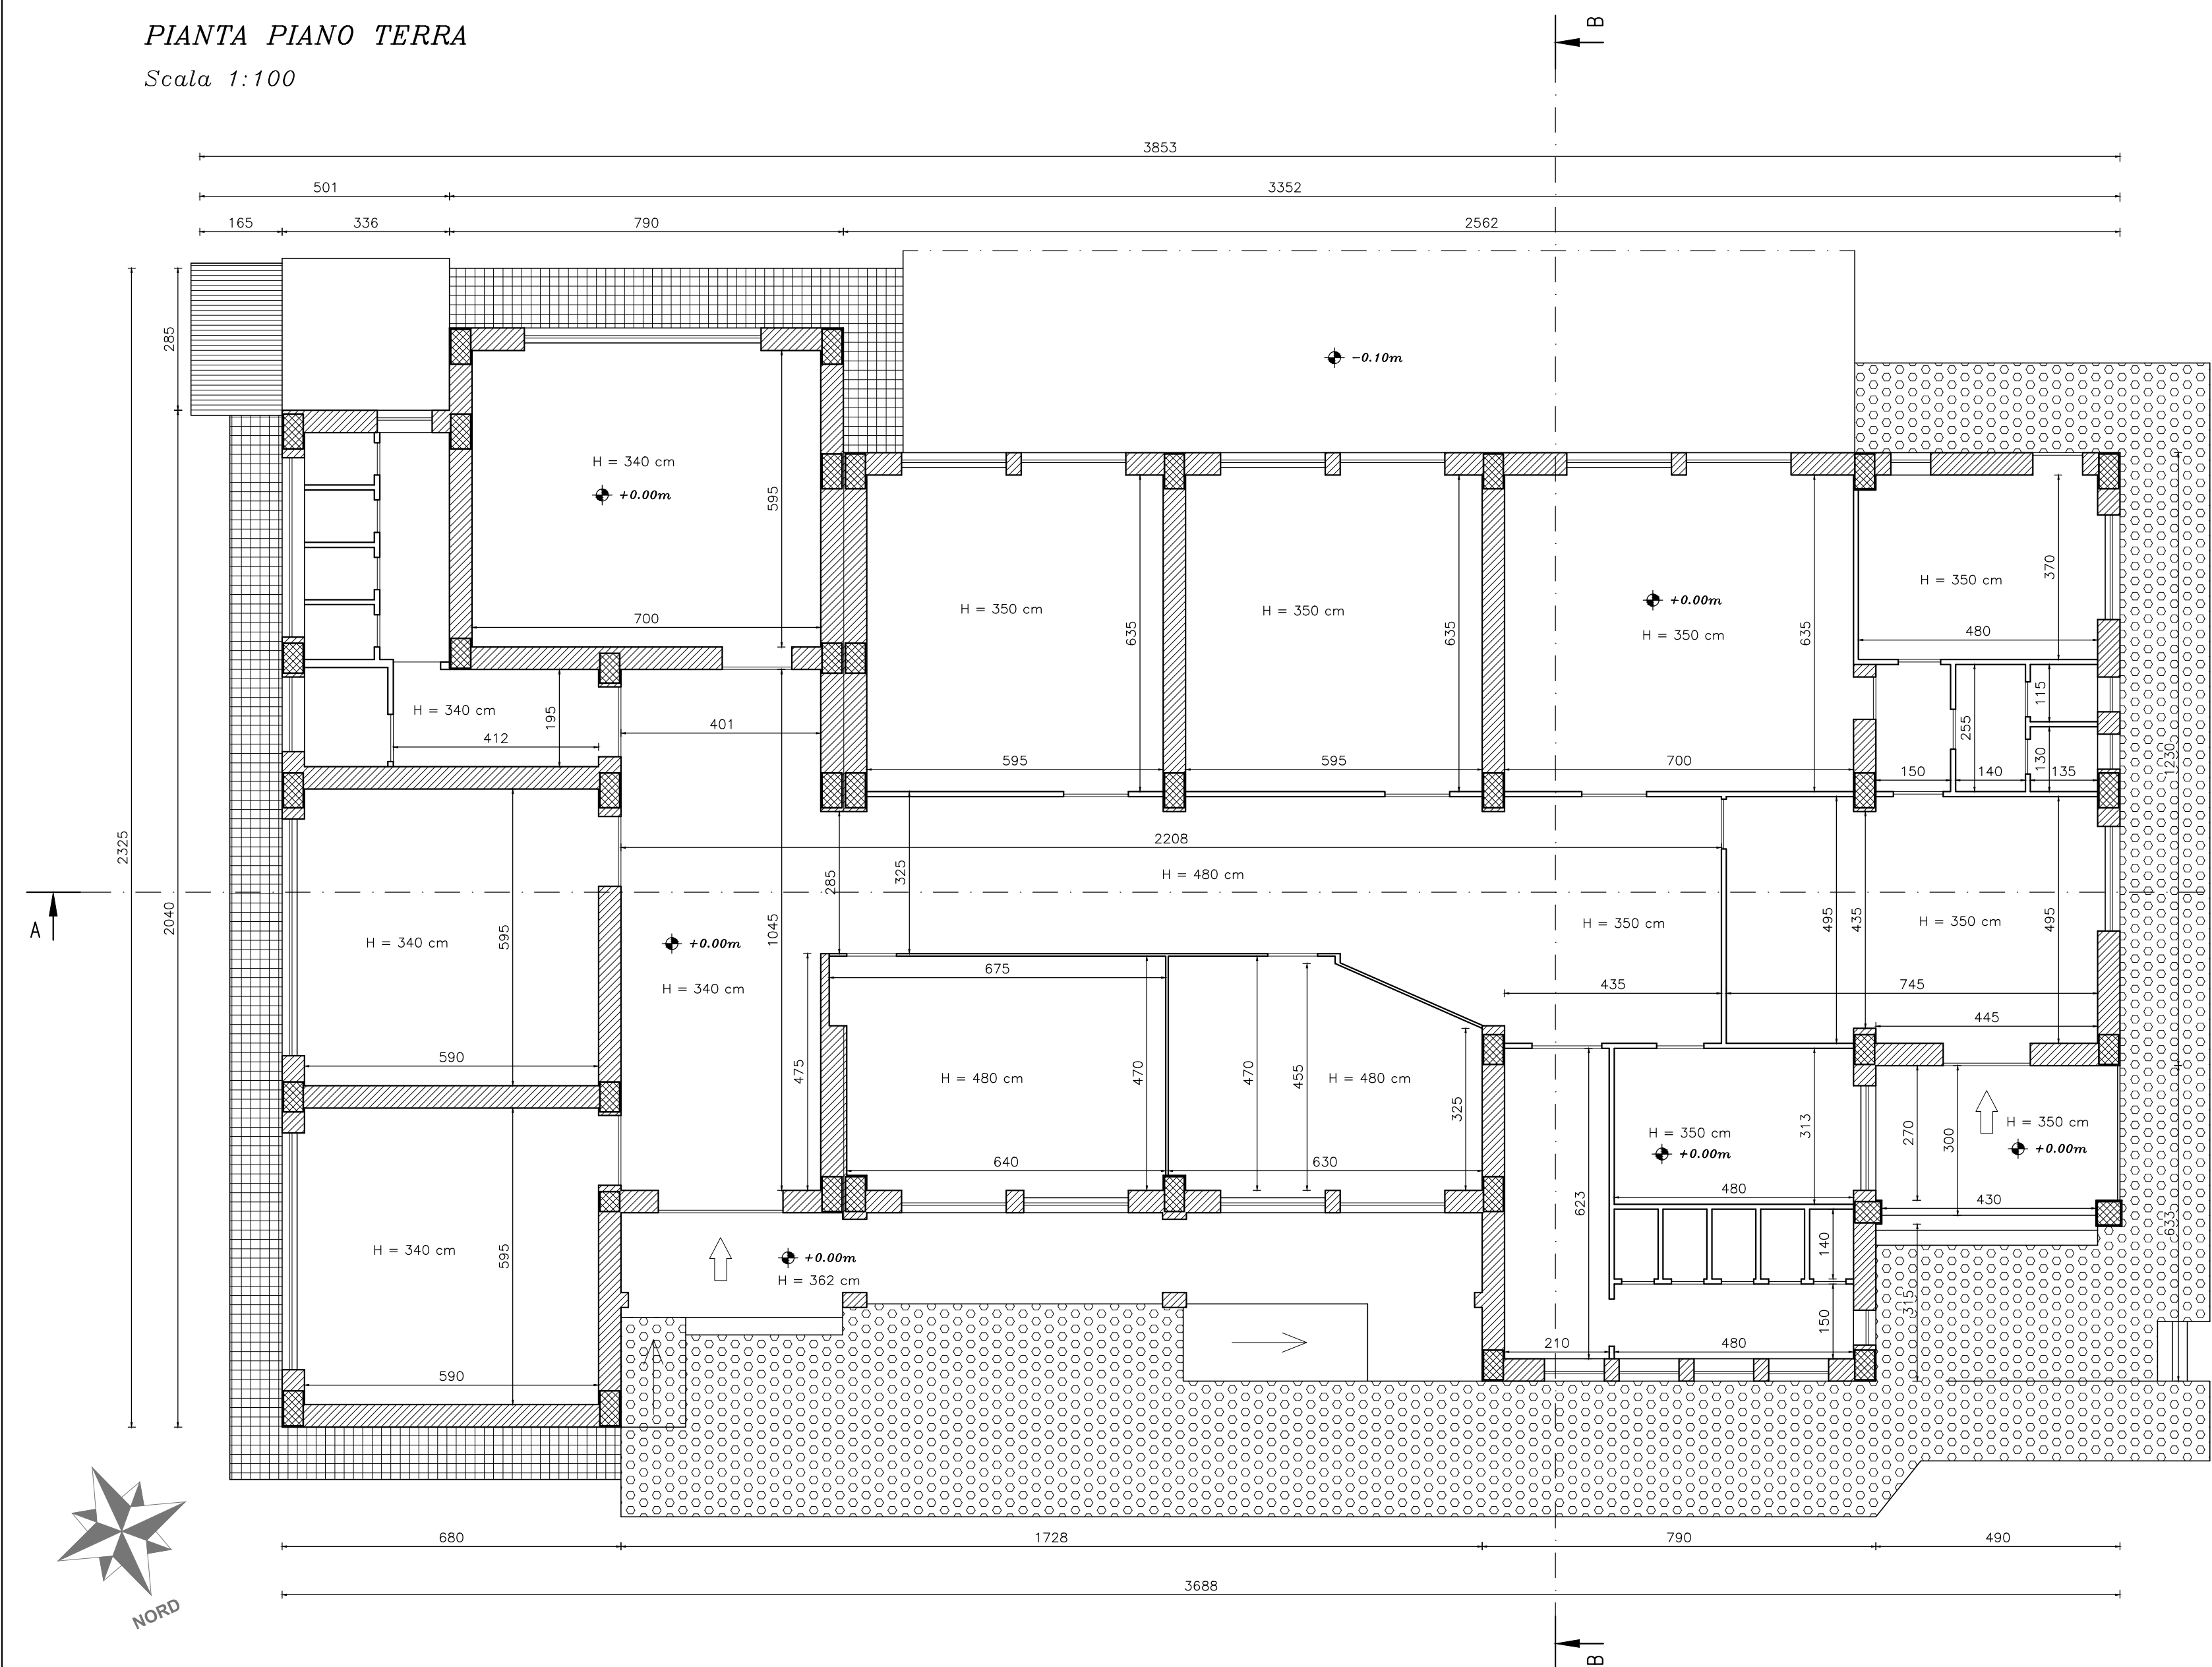 PIANTA PIANO TERRA
Scala 1:100
B
3853
501
3352
165
336
790
2562
285
-0.10m
H = 340 cm
+0.00m
595
700
H = 350 cm
635
595
H = 350 cm
635
595
+0.00m
H = 350 cm
635
700
H = 350 cm
370
480
115
255
130
150
140
135
1230
H = 340 cm
195
412
401
2325
2040
2208
285
325
H = 480 cm
1045
A
H = 340 cm
595
590
+0.00m
H = 340 cm
H = 350 cm
435
495
435
H = 350 cm
495
745
445
675
475
H = 480 cm
470
640
470
455
H = 480 cm
325
630
623
H = 350 cm
+0.00m
313
480
270
300
H = 350 cm
+0.00m
430
633
315
140
150
210
480
H = 340 cm
595
590
+0.00m
H = 362 cm
NORD
680
1728
790
490
3688
B